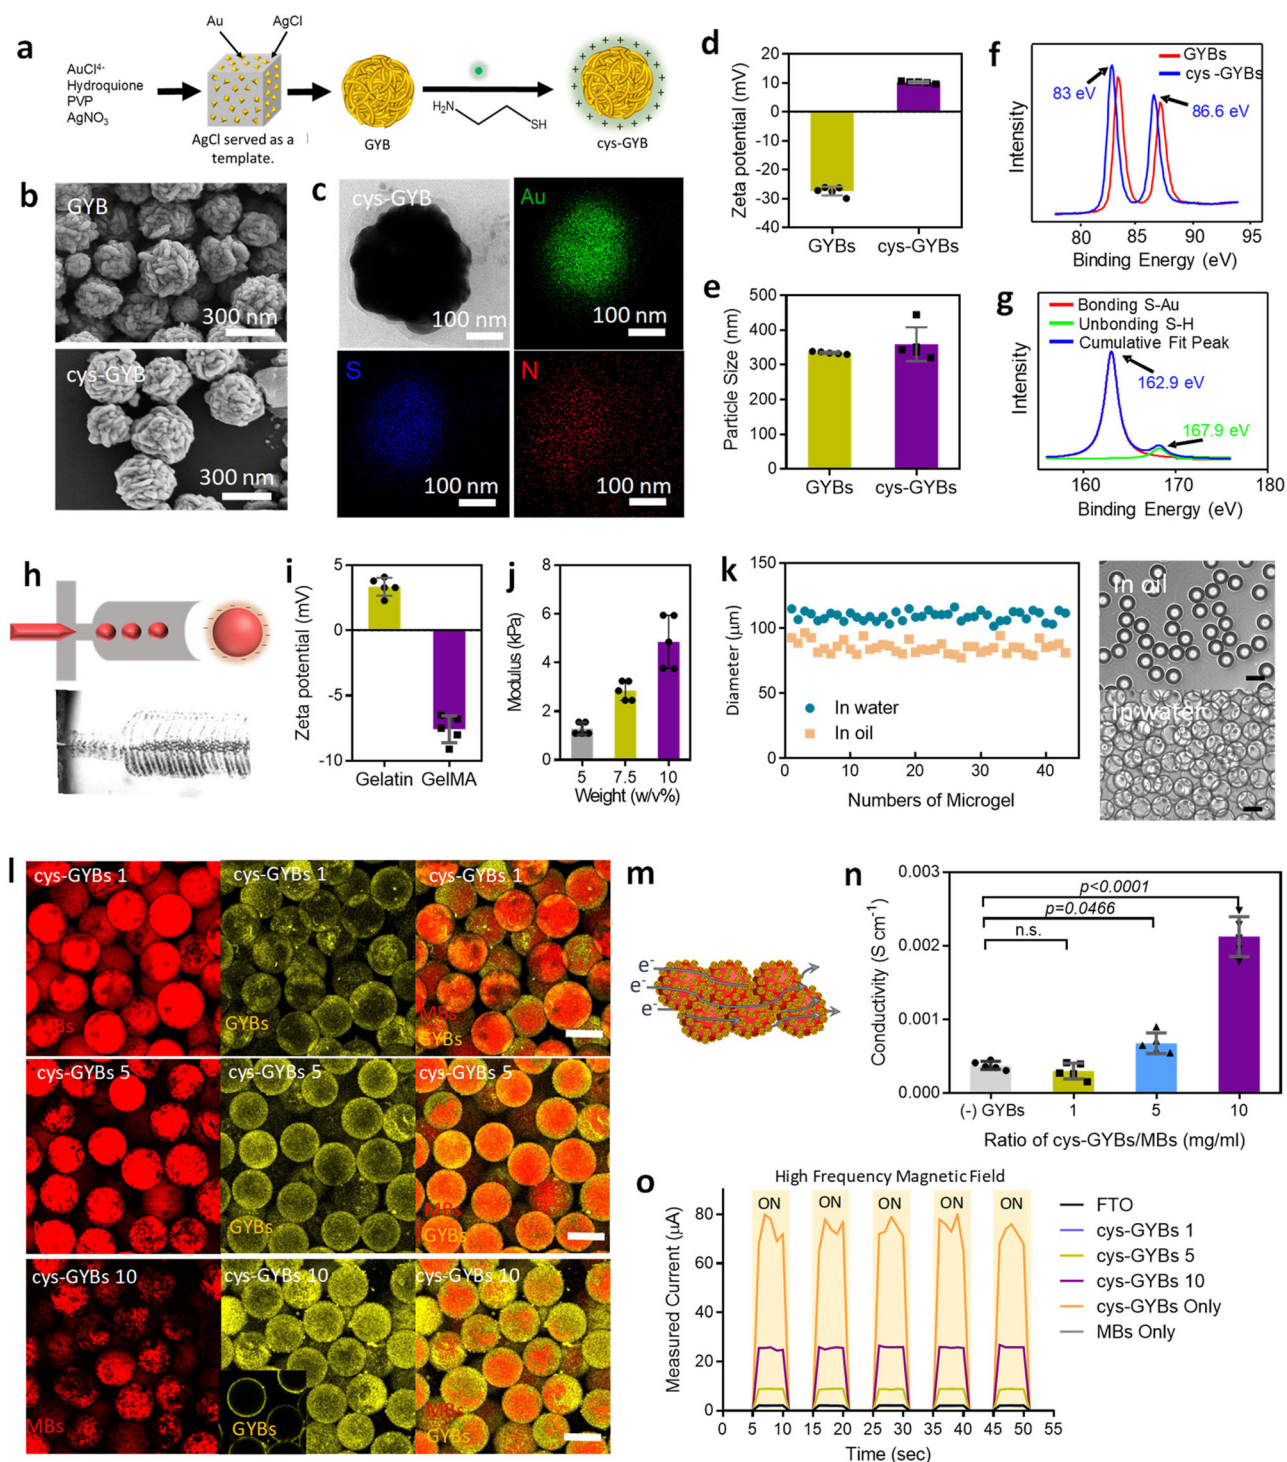 a
Au
AgCl
AuCl⁴⁻
Hydroquione
PVP
AgNO₃
AgCl served as a
template.
GYB
H₂N
SH
cys-GYB
b
GYB
300 nm
cys-GYB
300 nm
c
cys-GYB
100 nm
Au
100 nm
S
100 nm
N
100 nm
d
Zeta potential (mV)
20
10
0
-10
-20
-30
-40
GYBs
cys-GYBs
e
Particle Size (nm)
500
400
300
200
100
0
GYBs
cys-GYBs
f
Intensity
GYBs
cys -GYBs
83 eV
86.6 eV
80 85 90 95
Binding Energy (eV)
g
Intensity
Bonding S-Au
Unbonding S-H
Cumulative Fit Peak
162.9 eV
167.9 eV
160 170 180
Binding Energy (eV)
h
i
Zeta potential (mV)
5
0
-5
-10
Gelatin GelMA
j
Modulus (kPa)
8
6
4
2
0
5 7.5 10
Weight (w/v%)
k
Diameter (μm)
150
100
50
0
In water
In oil
0 10 20 30 40
Numbers of Microgel
In oil
In water
l
cys-GYBs 1
MBs
cys-GYBs 1
GYBs
cys-GYBs 1
MBs
GYBs
cys-GYBs 5
cys-GYBs 5
GYBs
cys-GYBs 5
MBs
GYBs
cys-GYBs 10
MBs
cys-GYBs 10
GYBs
cys-GYBs 10
MBs
GYBs
m
e⁻
e⁻
e⁻
n
Conductivity (S cm⁻¹)
0.003
0.002
0.001
0.000
p<0.0001
p=0.0466
n.s.
(-) GYBs 1 5 10
Ratio of cys-GYBs/MBs (mg/ml)
o
High Frequency Magnetic Field
ON ON ON ON ON
Measured Current (μA)
80
60
40
20
0
0 5 10 15 20 25 30 35 40 45 50 55
Time (sec)
FTO
cys-GYBs 1
cys-GYBs 5
cys-GYBs 10
cys-GYBs Only
MBs Only